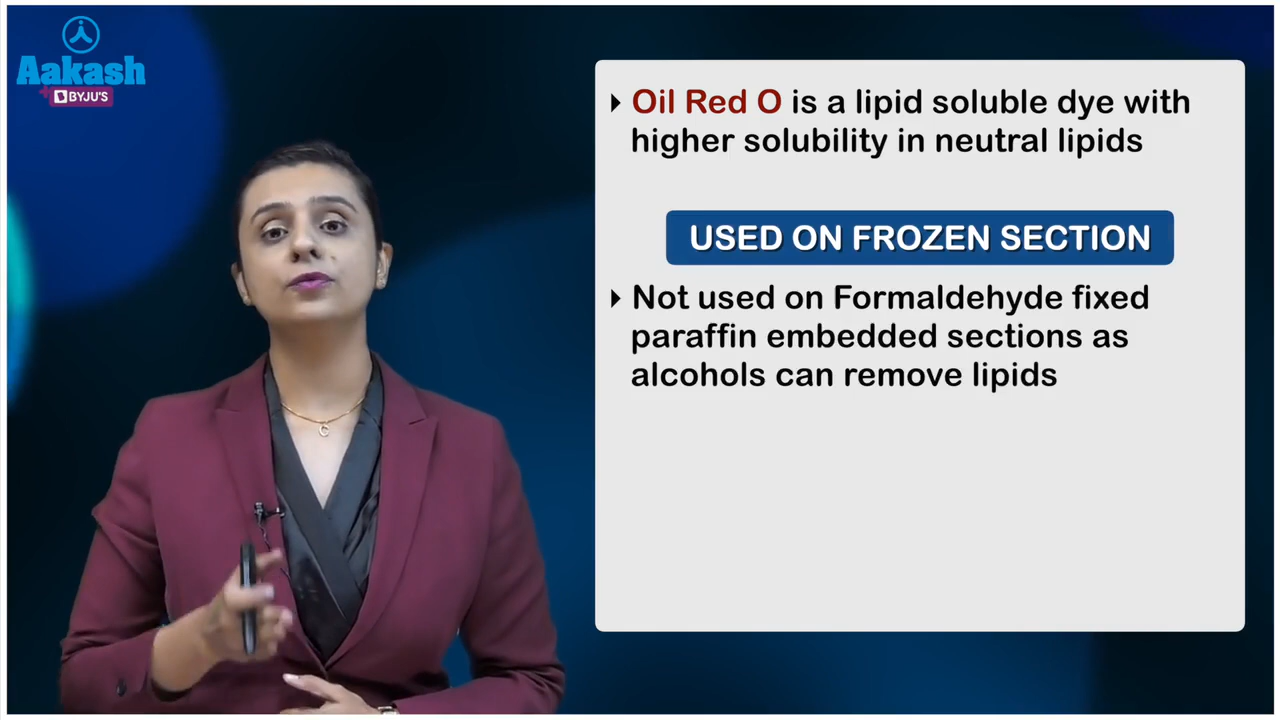 Aakash
BYJU'S
Oil Red O is a lipid soluble dye with
higher solubility in neutral lipids
USED ON FROZEN SECTION
Not used on Formaldehyde fixed
paraffin embedded sections as
alcohols can remove lipids